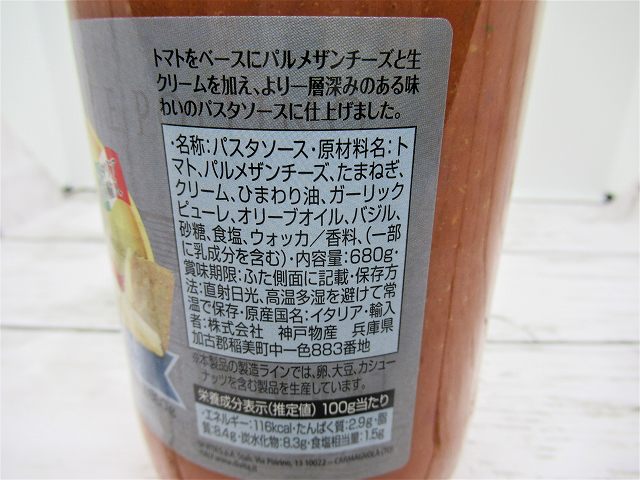 トマトをベースにパルメザンチーズと生
クリームを加え、より一層深みのある味
わいのパスタソースに仕上げました。
・名称:パスタソース・原材料名:ト
マト、パルメザンチーズ、たまねぎ、
クリーム、ひまわり油、ガーリック
ピューレ、オリーブオイル、バジル、
砂糖、食塩、ウォッカ/香料、(一部
に乳成分を含む)・内容量:680g・
賞味期限:ふた側面に記載・保存方
法:直射日光、高温多湿を避けて常
温で保存・原産国名:イタリア・輸入
者:株式会社 神戸物産 兵庫県
加古郡稲美町中一色883番地
※本製品の製造ラインでは、卵、大豆、カシュー
ナッツを含む製品を生産しています。
栄養成分表示(推定値) 100g当たり
・エネルギー:116kcal・たんぱく質:2.9g・脂
質:8.4g・炭水化物:8.3g・食塩相当量:1.5g